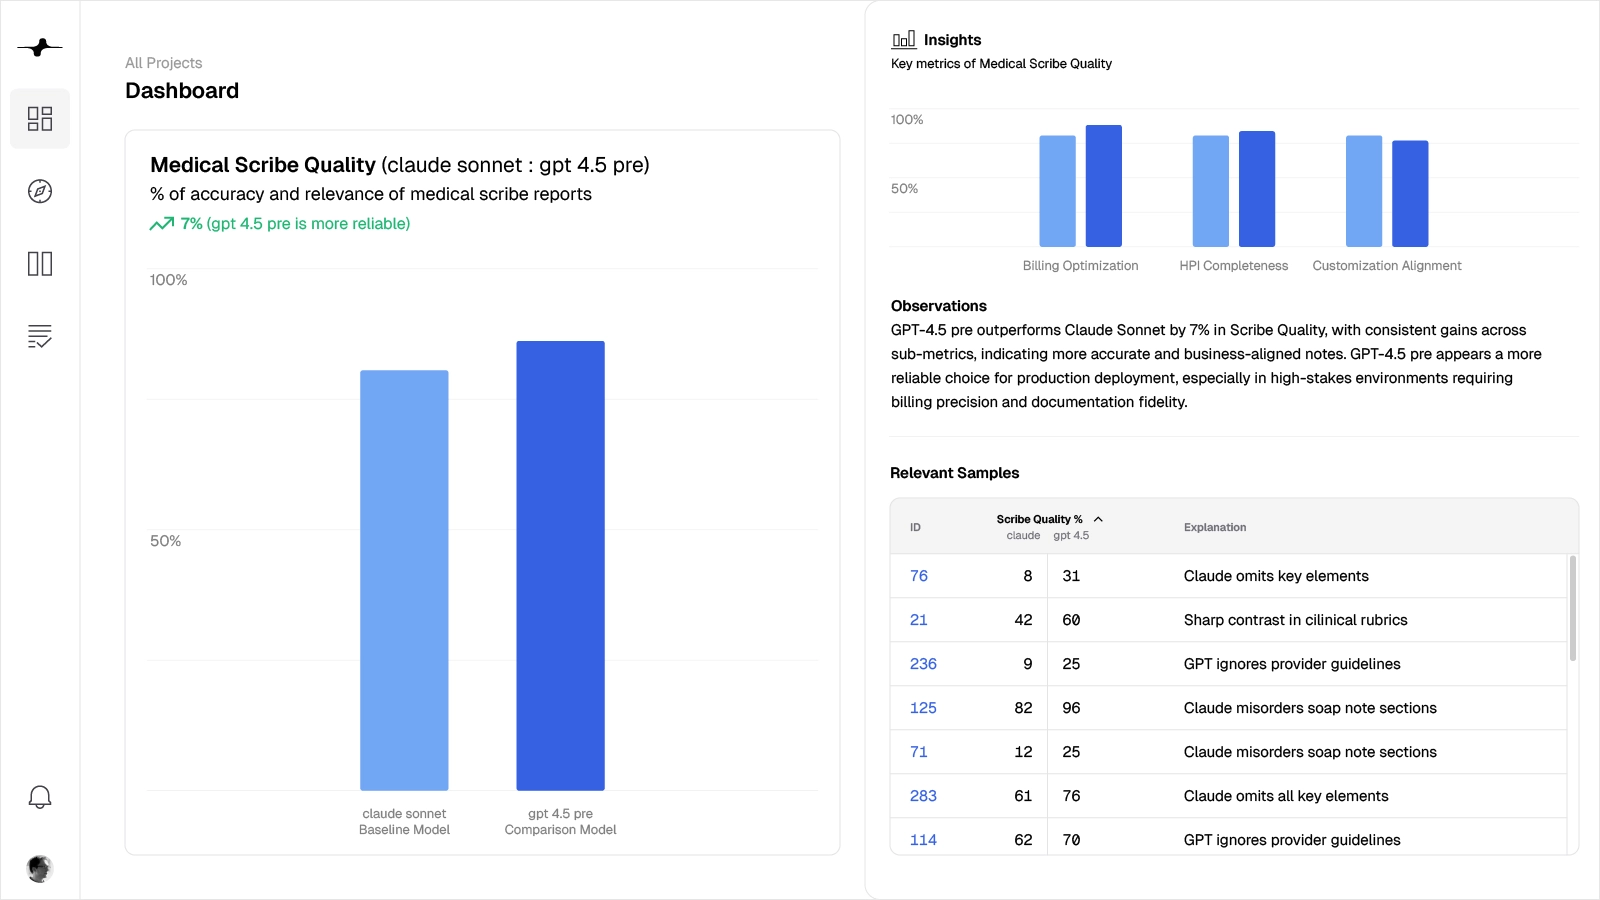 All Projects
Dashboard
Medical Scribe Quality (claude sonnet : gpt 4.5 pre)
% of accuracy and relevance of medical scribe reports
7% (gpt 4.5 pre is more reliable)
100%
50%
claude sonnet
Baseline Model
gpt 4.5 pre
Comparison Model
Insights
Key metrics of Medical Scribe Quality
100%
50%
Billing Optimization
HPI Completeness
Customization Alignment
Observations
GPT-4.5 pre outperforms Claude Sonnet by 7% in Scribe Quality, with consistent gains across
sub-metrics, indicating more accurate and business-aligned notes. GPT-4.5 pre appears a more
reliable choice for production deployment, especially in high-stakes environments requiring
billing precision and documentation fidelity.
Relevant Samples
ID Scribe Quality % Explanation
claude gpt 4.5
76 8 31 Claude omits key elements
21 42 60 Sharp contrast in cilinical rubrics
236 9 25 GPT ignores provider guidelines
125 82 96 Claude misorders soap note sections
71 12 25 Claude misorders soap note sections
283 61 76 Claude omits all key elements
114 62 70 GPT ignores provider guidelines